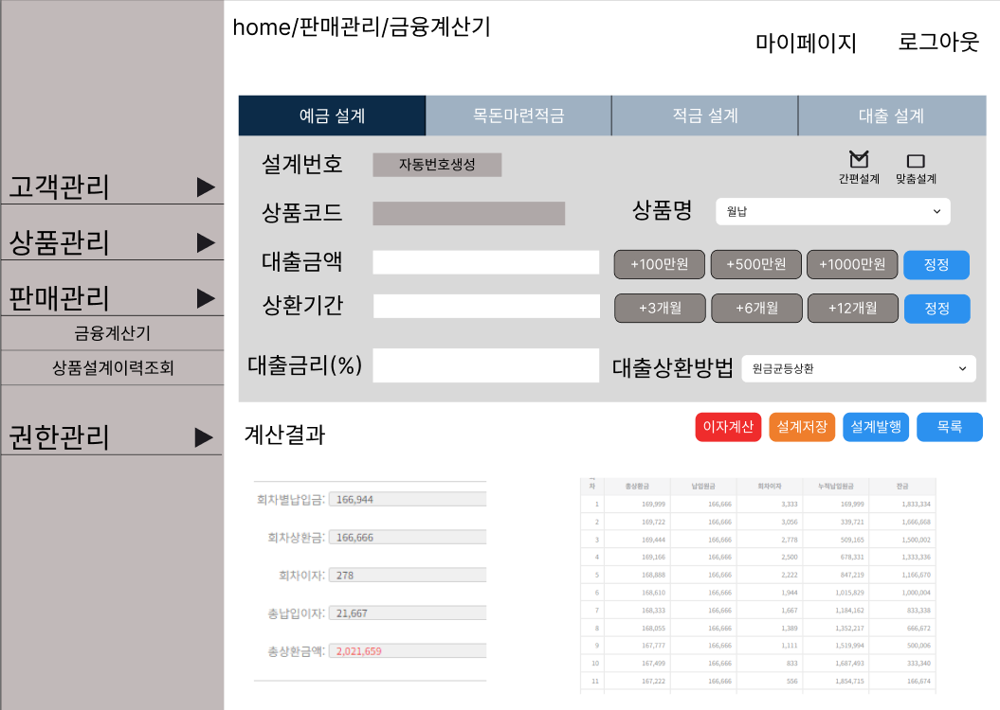 home/판매관리/금융계산기
마이페이지 로그아웃
고객관리 ▶
상품관리 ▶
판매관리 ▶
금융계산기
상품설계이력조회
권한관리 ▶
예금 설계 목돈마련적금 적금 설계 대출 설계
설계번호 자동번호생성 간편설계 맞춤설계
상품코드 상품명 월납
대출금액 +100만원 +500만원 +1000만원 정정
상환기간 +3개월 +6개월 +12개월 정정
대출금리(%) 대출상환방법 원금균등상환
계산결과 이자계산 설계저장 설계발행 목록
회차별납입금: 166,944
회차상환금: 166,666
회차이자: 278
총납입이자: 21,667
총상환금액: 2,021,659
차 총상환금 납입원금 회차이자 누적납입원금 잔금
1 169,999 166,666 3,333 169,999 1,833,334
2 169,722 166,666 3,056 339,721 1,666,668
3 169,444 166,666 2,778 509,165 1,500,002
4 169,166 166,666 2,500 678,331 1,333,336
5 168,888 166,666 2,222 847,219 1,166,670
6 168,610 166,666 1,944 1,015,829 1,000,004
7 168,333 166,666 1,667 1,184,162 833,338
8 168,055 166,666 1,389 1,352,217 666,672
9 167,777 166,666 1,111 1,519,994 500,006
10 167,499 166,666 833 1,687,493 333,340
11 167,222 166,666 556 1,854,715 166,674